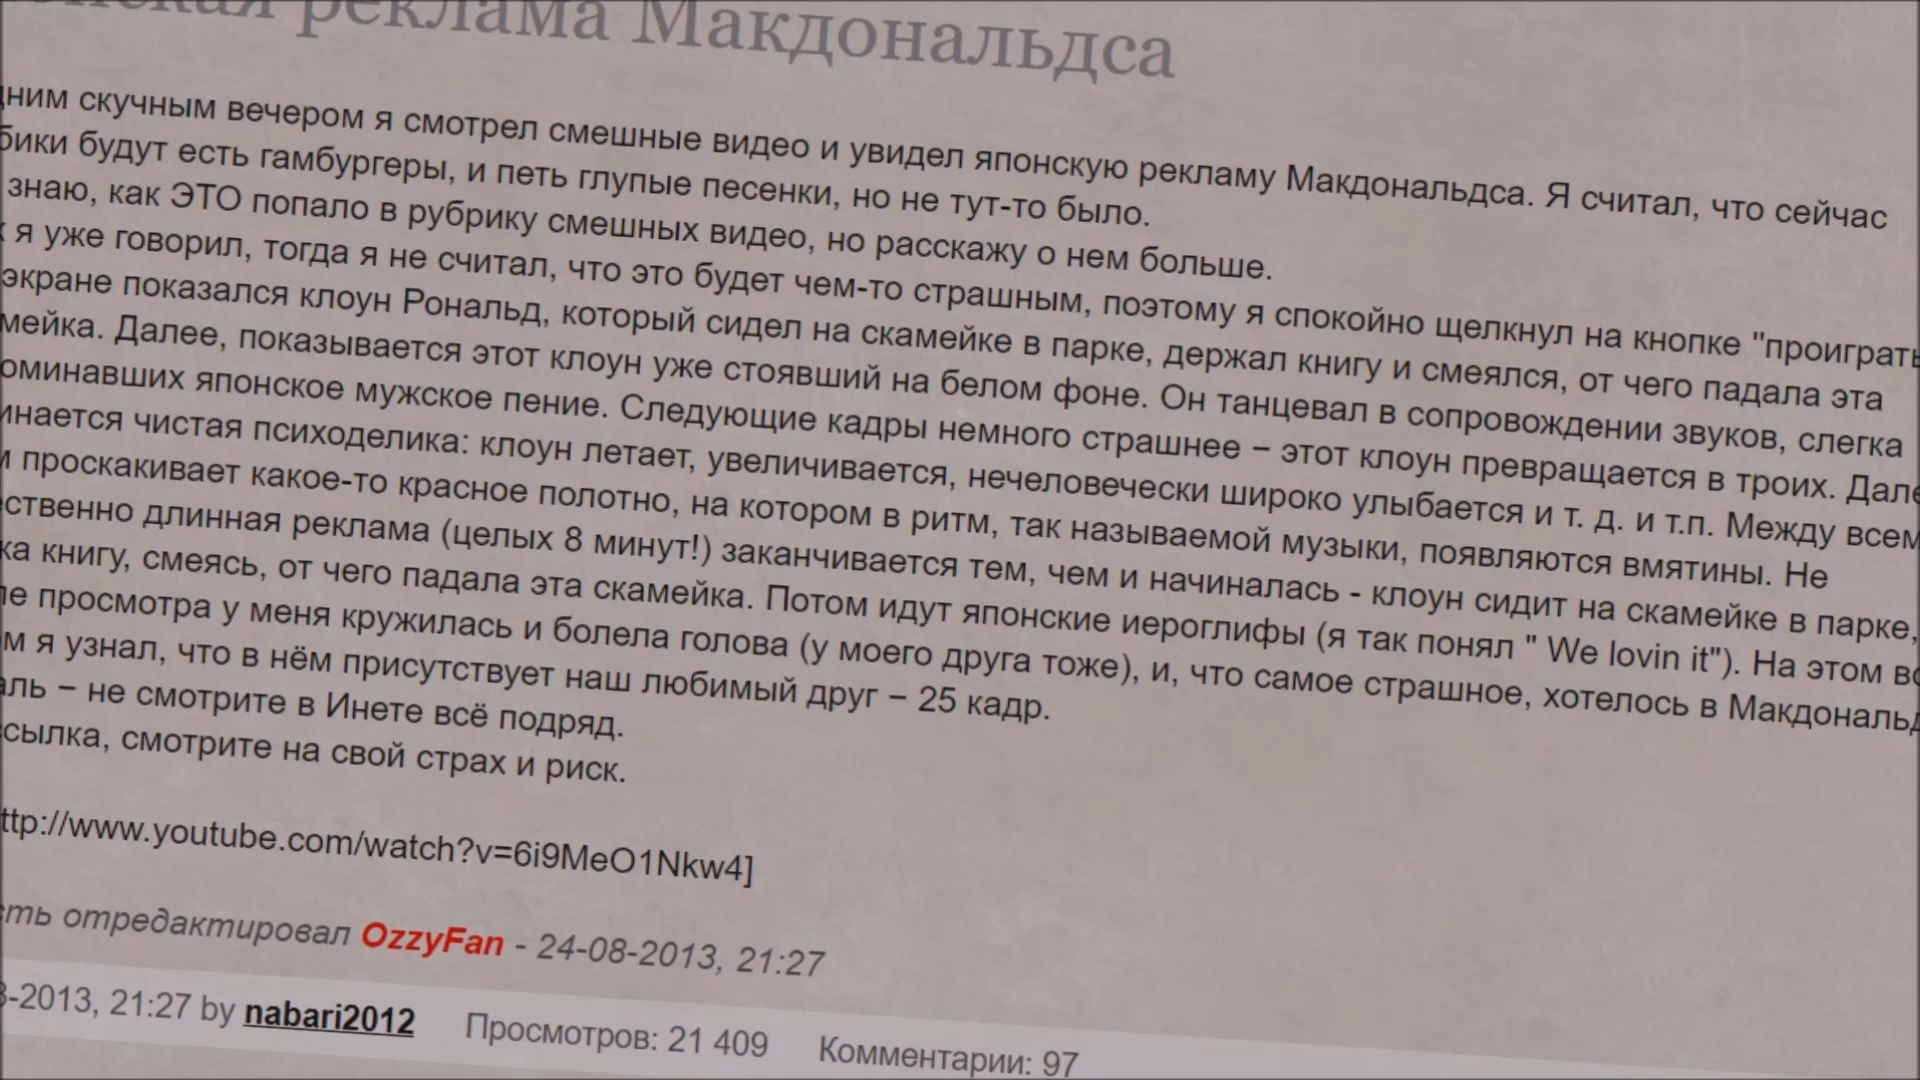 реклама Макдональдса
скучным вечером я смотрел смешные видео и увидел японскую рекламу Макдональдса. Я считал, что сейчас
будут есть гамбургеры, и петь глупые песенки, но не тут-то было.
знаю, как ЭТО попало в рубрику смешных видео, но расскажу о нем больше.
я уже говорил, тогда я не считал, что это будет чем-то страшным, поэтому я спокойно щелкнул на кнопке "проиграть
экране показался клоун Рональд, который сидел на скамейке в парке, держал книгу и смеялся, от чего падала эта
мейка. Далее, показывается этот клоун уже стоявший на белом фоне. Он танцевал в сопровождении звуков, слегка
оминавших японское мужское пение. Следующие кадры немного страшнее – этот клоун превращается в троих. Дале
инается чистая психоделика: клоун летает, увеличивается, нечеловечески широко улыбается и т. д. и т.п. Между всем
проскакивает какое-то красное полотно, на котором в ритм, так называемой музыки, появляются вмятины. Не
ственно длинная реклама (целых 8 минут!) заканчивается тем, чем и начиналась - клоун сидит на скамейке в парке,
ка книгу, смеясь, от чего падала эта скамейка. Потом идут японские иероглифы (я так понял " We lovin it"). На этом вс
ле просмотра у меня кружилась и болела голова (у моего друга тоже), и, что самое страшное, хотелось в Макдональд
м я узнал, что в нём присутствует наш любимый друг – 25 кадр.
аль – не смотрите в Инете всё подряд.
сылка, смотрите на свой страх и риск.
ttp://www.youtube.com/watch?v=6i9MeO1Nkw4]
сть отредактировал OzzyFan - 24-08-2013, 21:27
-2013, 21:27 by nabari2012 Просмотров: 21 409 Комментарии: 97